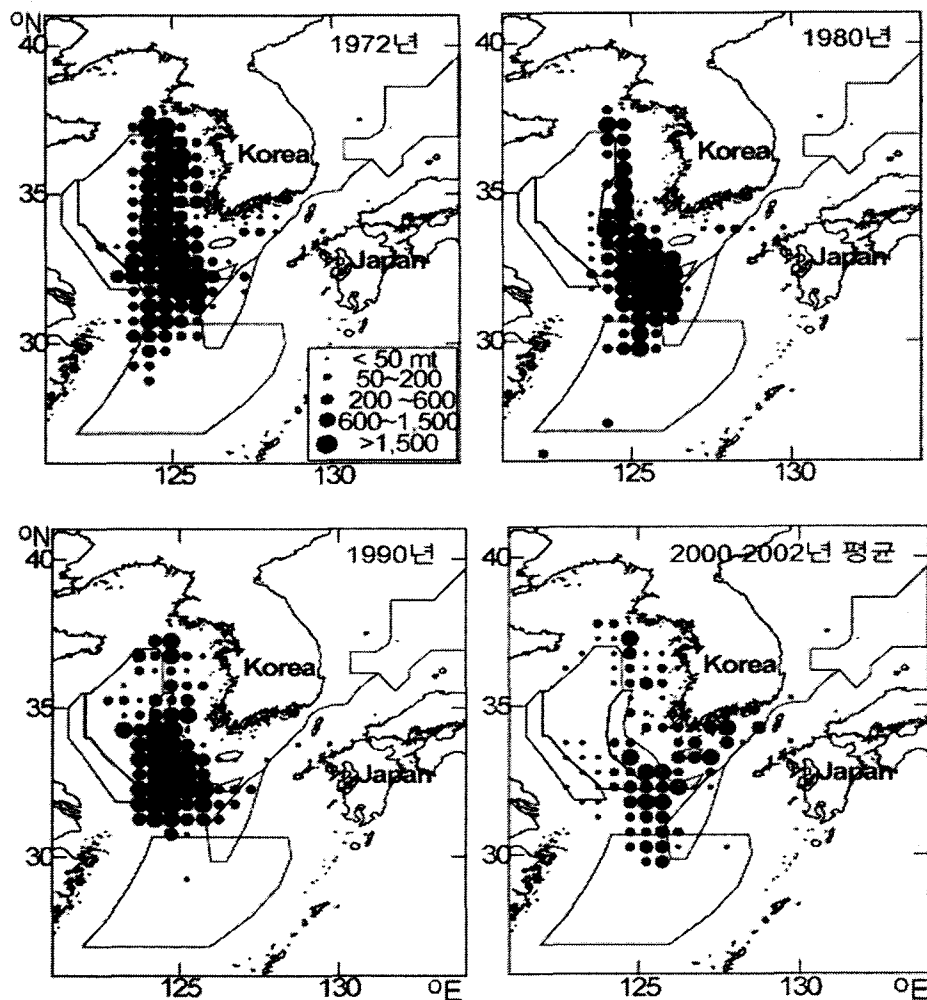 °N
40
1972년
Korea
35
Japan
30
< 50 mt
50~200
200 ~600
600~1,500
>1,500
125
130
40
1980년
Korea
35
Japan
30
125
130
°N
40
1990년
Korea
35
Japan
30
125
130
°E
40
2000-2002년 평균
Korea
35
Japan
30
125
130
°E